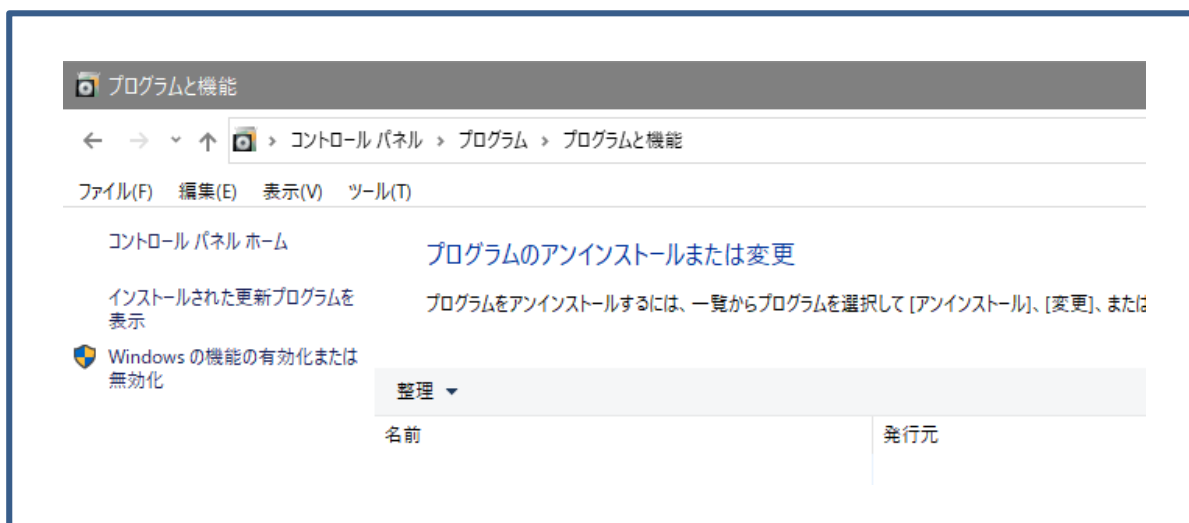 プログラムと機能
コントロール パネル › プログラム › プログラムと機能
ファイル(F) 編集(E) 表示(V) ツール(T)
コントロール パネル ホーム
プログラムのアンインストールまたは変更
インストールされた更新プログラムを
表示
プログラムをアンインストールするには、一覧からプログラムを選択して [アンインストール]、[変更]、または
Windows の機能の有効化または
無効化
整理
名前 発行元